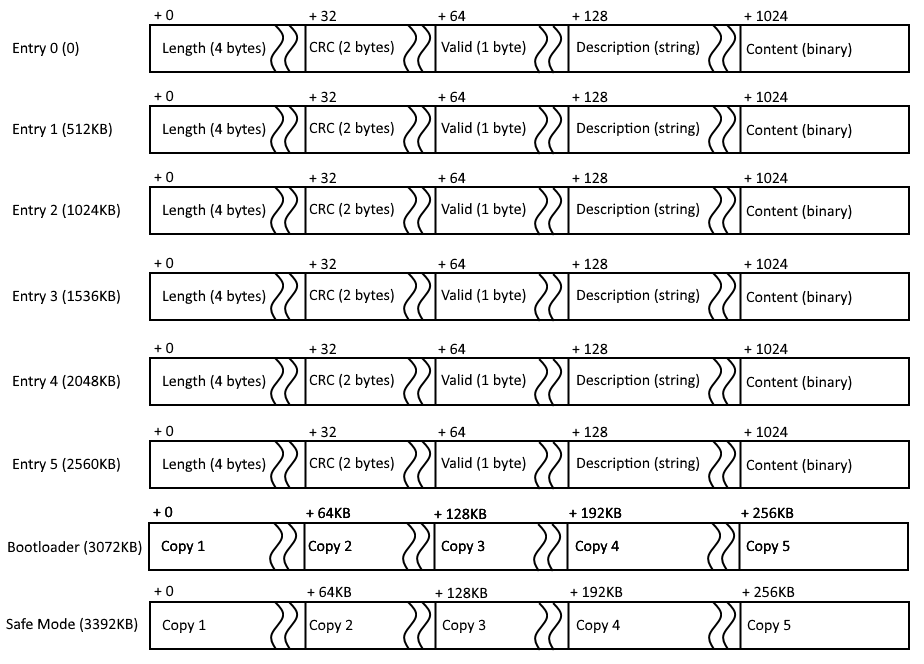 + 0 + 32 + 64 + 128 + 1024
Entry 0 (0) Length (4 bytes) CRC (2 bytes) Valid (1 byte) Description (string) Content (binary)
+ 0 + 32 + 64 + 128 + 1024
Entry 1 (512KB) Length (4 bytes) CRC (2 bytes) Valid (1 byte) Description (string) Content (binary)
+ 0 + 32 + 64 + 128 + 1024
Entry 2 (1024KB) Length (4 bytes) CRC (2 bytes) Valid (1 byte) Description (string) Content (binary)
+ 0 + 32 + 64 + 128 + 1024
Entry 3 (1536KB) Length (4 bytes) CRC (2 bytes) Valid (1 byte) Description (string) Content (binary)
+ 0 + 32 + 64 + 128 + 1024
Entry 4 (2048KB) Length (4 bytes) CRC (2 bytes) Valid (1 byte) Description (string) Content (binary)
+ 0 + 32 + 64 + 128 + 1024
Entry 5 (2560KB) Length (4 bytes) CRC (2 bytes) Valid (1 byte) Description (string) Content (binary)
+ 0 + 64KB + 128KB + 192KB + 256KB
Bootloader (3072KB) Copy 1 Copy 2 Copy 3 Copy 4 Copy 5
+ 0 + 64KB + 128KB + 192KB + 256KB
Safe Mode (3392KB) Copy 1 Copy 2 Copy 3 Copy 4 Copy 5